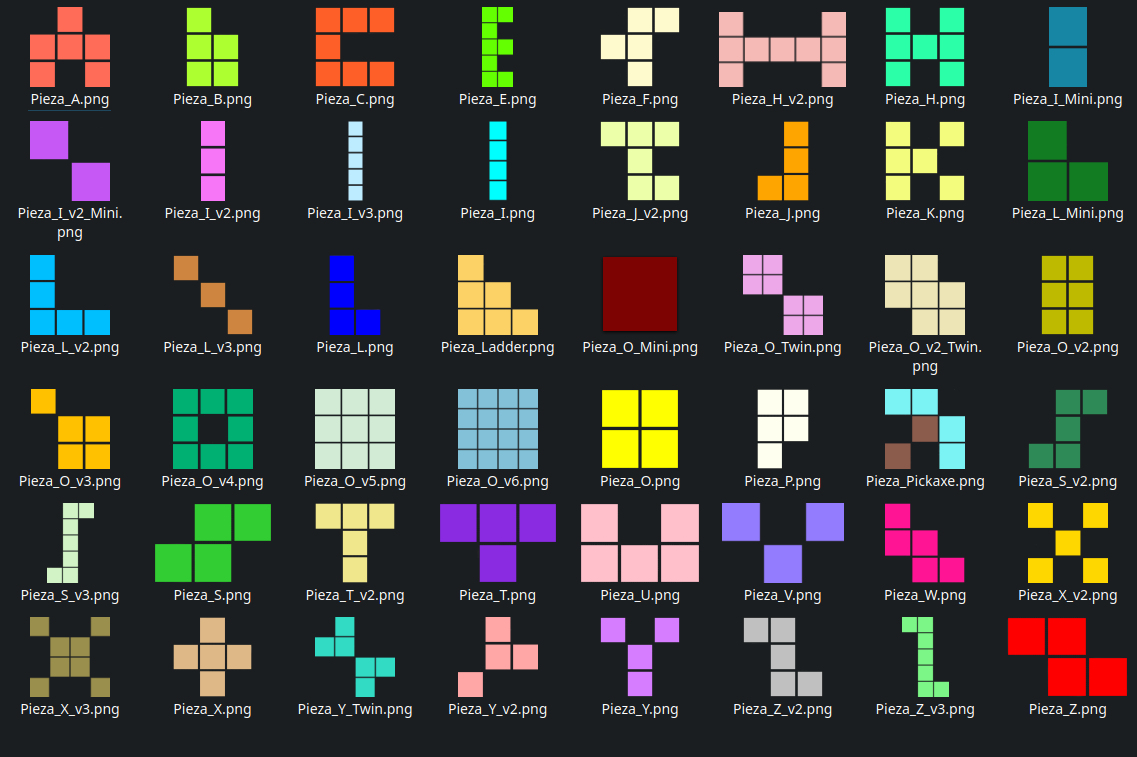 Pieza_A.png
Pieza_B.png
Pieza_C.png
Pieza_E.png
Pieza_F.png
Pieza_H_v2.png
Pieza_H.png
Pieza_I_Mini.png
Pieza_I_v2_Mini.
png
Pieza_I_v2.png
Pieza_I_v3.png
Pieza_I.png
Pieza_J_v2.png
Pieza_J.png
Pieza_K.png
Pieza_L_Mini.png
Pieza_L_v2.png
Pieza_L_v3.png
Pieza_L.png
Pieza_Ladder.png
Pieza_O_Mini.png
Pieza_O_Twin.png
Pieza_O_v2_Twin.
png
Pieza_O_v2.png
Pieza_O_v3.png
Pieza_O_v4.png
Pieza_O_v5.png
Pieza_O_v6.png
Pieza_O.png
Pieza_P.png
Pieza_Pickaxe.png
Pieza_S_v2.png
Pieza_S_v3.png
Pieza_S.png
Pieza_T_v2.png
Pieza_T.png
Pieza_U.png
Pieza_V.png
Pieza_W.png
Pieza_X_v2.png
Pieza_X_v3.png
Pieza_X.png
Pieza_Y_Twin.png
Pieza_Y_v2.png
Pieza_Y.png
Pieza_Z_v2.png
Pieza_Z_v3.png
Pieza_Z.png